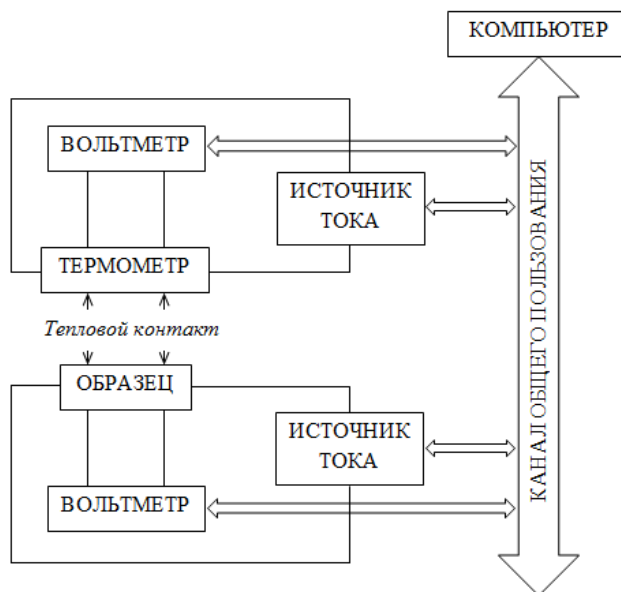 КОМПЬЮТЕР
ВОЛЬТМЕТР
ИСТОЧНИК
ТОКА
ТЕРМОМЕТР
Тепловой контакт
ОБРАЗЕЦ
ИСТОЧНИК
ТОКА
ВОЛЬТМЕТР
КАНАЛ ОБЩЕГО ПОЛЬЗОВАНИЯ